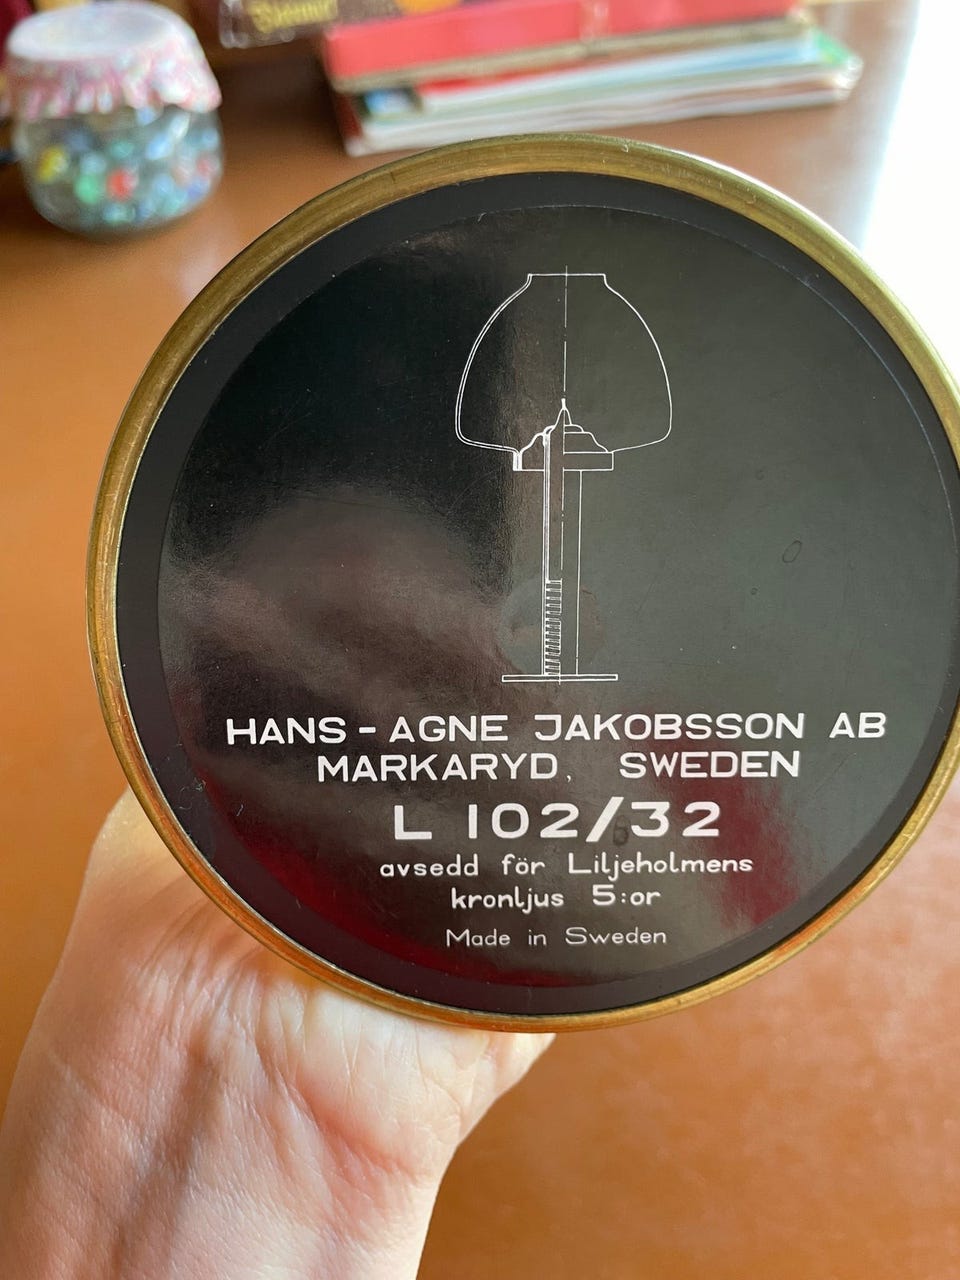 HANS-AGNE JAKOBSSON AB
MARKARYD, SWEDEN
L 102/32
avsedd för Liljeholmens
kronljus 5:or
Made in Sweden